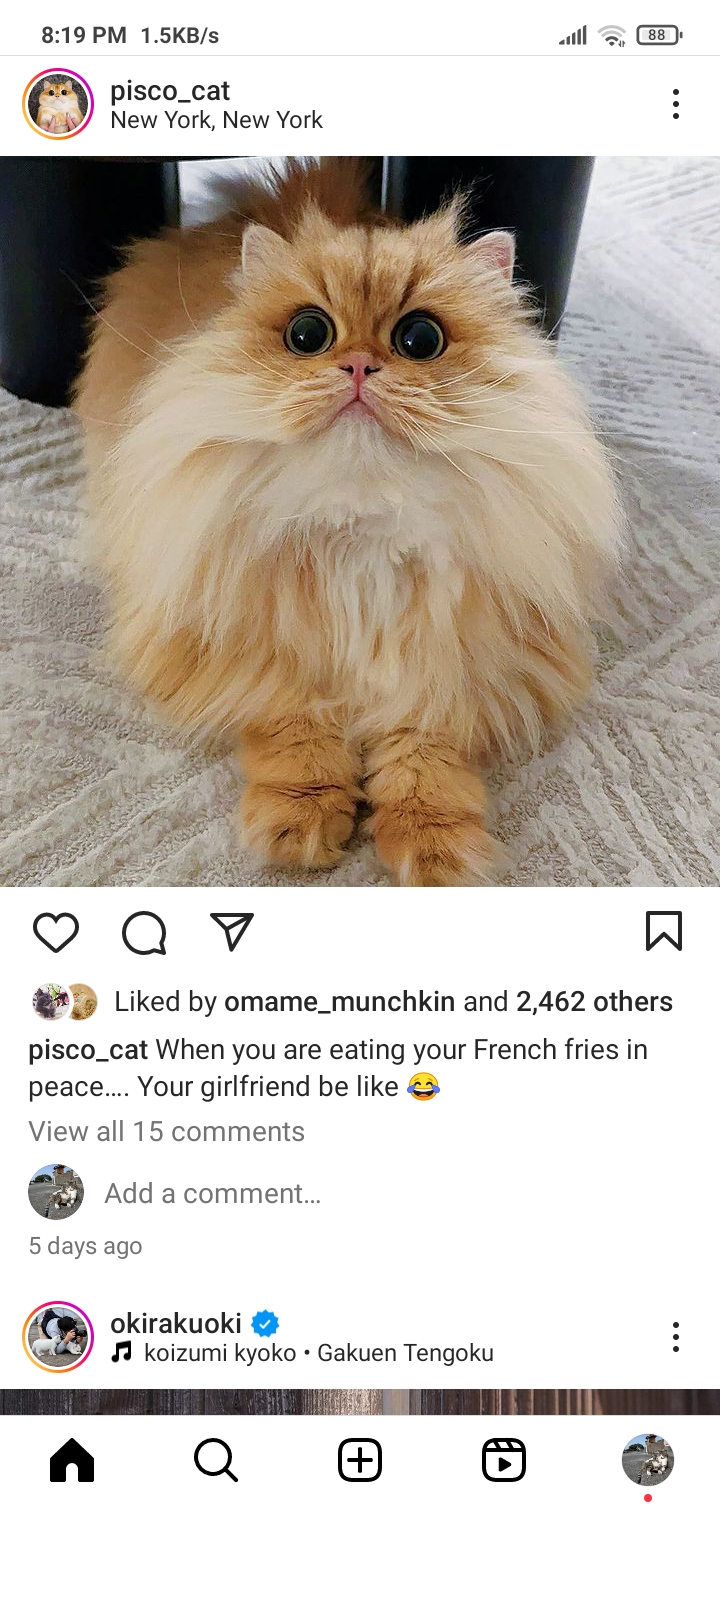 8:19 PM 1.5KB/s 88
pisco_cat
New York, New York
Liked by omame_munchkin and 2,462 others
pisco_cat When you are eating your French fries in
peace.... Your girlfriend be like 😂
View all 15 comments
Add a comment...
5 days ago
okirakuoki
koizumi kyoko • Gakuen Tengoku